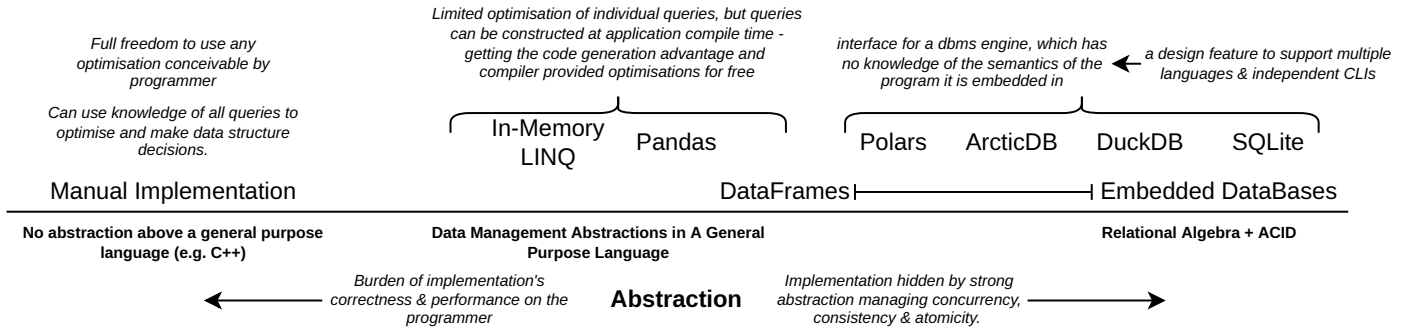 Full freedom to use any
optimisation conceivable by
programmer
Can use knowledge of all queries to
optimise and make data structure
decisions.
Limited optimisation of individual queries, but queries
can be constructed at application compile time -
getting the code generation advantage and
compiler provided optimisations for free
interface for a dbms engine, which has
no knowledge of the semantics of the
program it is embedded in
a design feature to support multiple
languages & independent CLIs
In-Memory
LINQ
Pandas
Polars
ArcticDB
DuckDB
SQLite
Manual Implementation
DataFrames
Embedded DataBases
No abstraction above a general purpose
language (e.g. C++)
Data Management Abstractions in A General
Purpose Language
Relational Algebra + ACID
Burden of implementation's
correctness & performance on the
programmer
Abstraction
Implementation hidden by strong
abstraction managing concurrency,
consistency & atomicity.